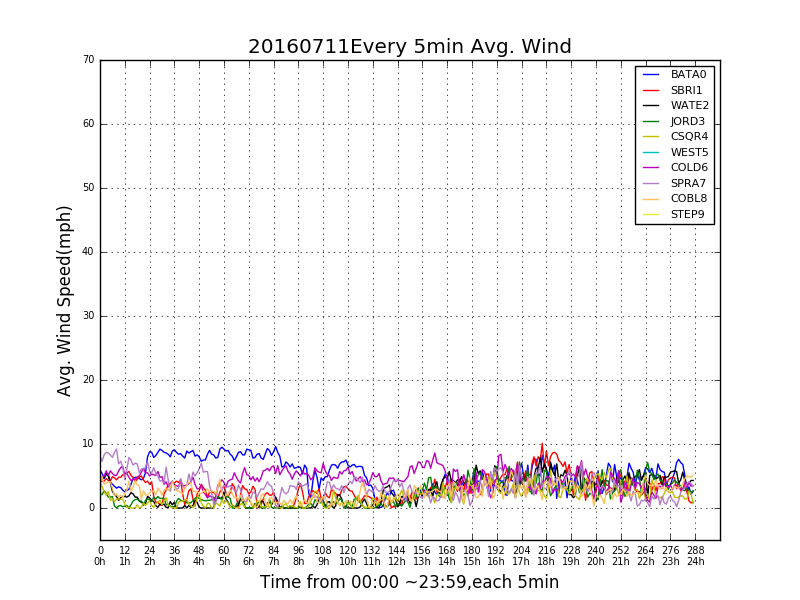 20160711Every 5min Avg. Wind
70
60
50
40
30
20
10
0
Avg. Wind Speed(mph)
BATA0
SBRI1
WATE2
JORD3
CSQR4
WEST5
COLD6
SPRA7
COBL8
STEP9
0 12 24 36 48 60 72 84 96 108 120 132 144 156 168 180 192 204 216 228 240 252 264 276 288
0h 1h 2h 3h 4h 5h 6h 7h 8h 9h 10h 11h 12h 13h 14h 15h 16h 17h 18h 19h 20h 21h 22h 23h 24h
Time from 00:00 ~23:59,each 5min